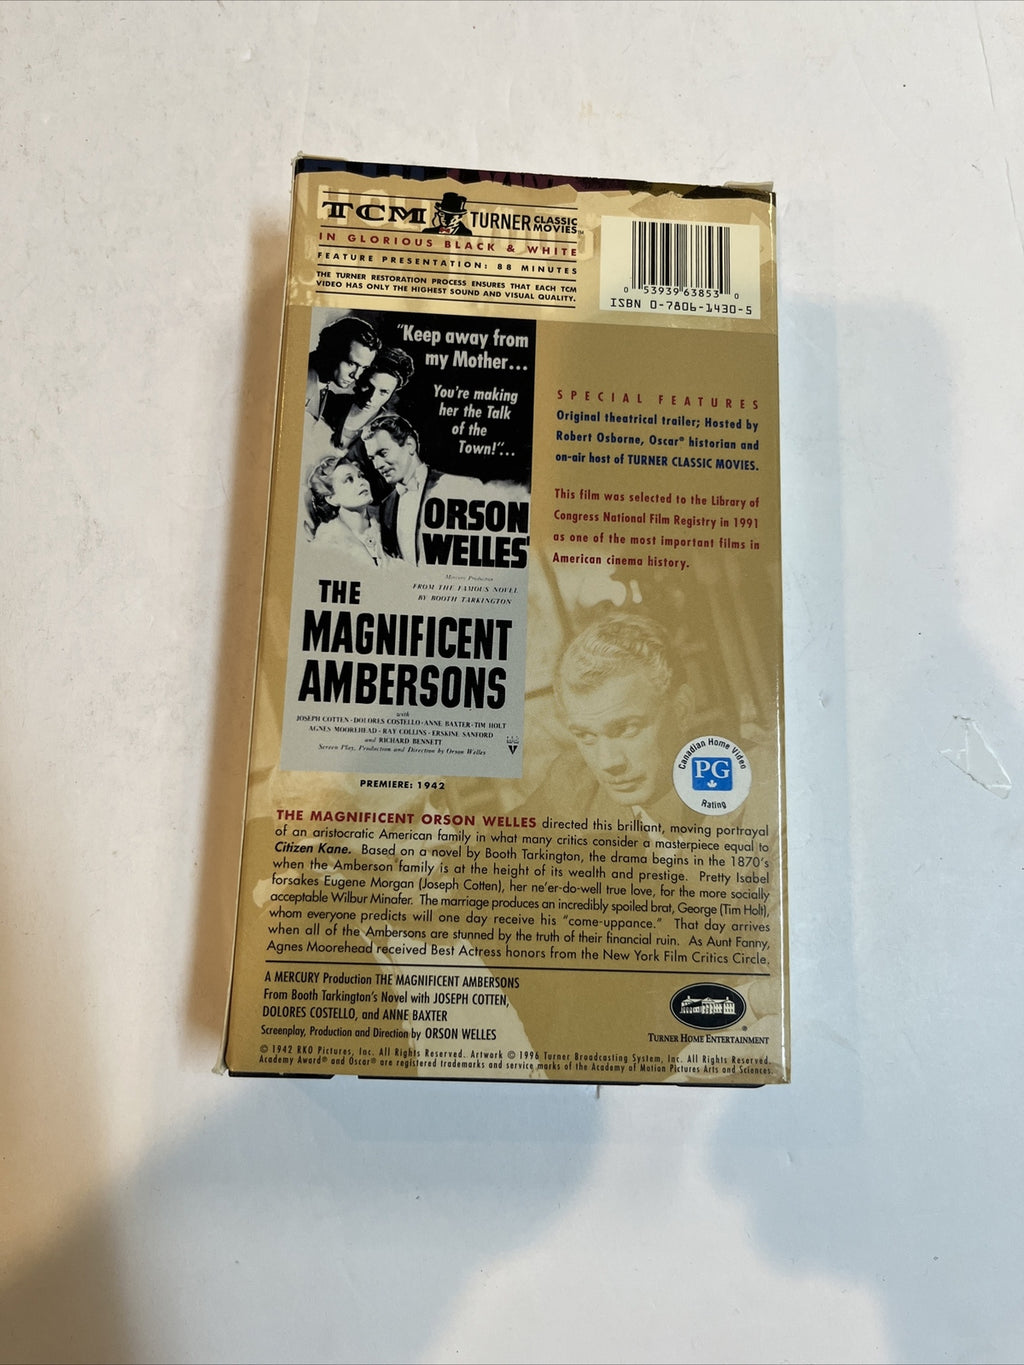 TCM TURNER CLASSIC MOVIES™
IN GLORIOUS BLACK & WHITE
FEATURE PRESENTATION: 88 MINUTES
THE TURNER RESTORATION PROCESS ENSURES THAT EACH TCM
VIDEO HAS ONLY THE HIGHEST SOUND AND VISUAL QUALITY.
0 53939 63853 0
ISBN 0-7806-1430-5
"Keep away from
my Mother...
You're making
her the Talk
of the
Town!"...
ORSON
WELLES'
Mercury Production
FROM THE FAMOUS NOVEL
BY BOOTH TARKINGTON
THE
MAGNIFICENT
AMBERSONS
with
JOSEPH COTTEN · DOLORES COSTELLO · ANNE BAXTER · TIM HOLT
AGNES MOOREHEAD · RAY COLLINS · ERSKINE SANFORD
and RICHARD BENNETT
Screen Play, Production and Direction by Orson Welles
PREMIERE: 1942
SPECIAL FEATURES
Original theatrical trailer; Hosted by
Robert Osborne, Oscar® historian and
on-air host of TURNER CLASSIC MOVIES.
This film was selected to the Library of
Congress National Film Registry in 1991
as one of the most important films in
American cinema history.
Canadian Home Video
PG
Rating
THE MAGNIFICENT ORSON WELLES directed this brilliant, moving portrayal
of an aristocratic American family in what many critics consider a masterpiece equal to
Citizen Kane. Based on a novel by Booth Tarkington, the drama begins in the 1870's
when the Amberson family is at the height of its wealth and prestige. Pretty Isabel
forsakes Eugene Morgan (Joseph Cotten), her ne'er-do-well true love, for the more socially
acceptable Wilbur Minafer. The marriage produces an incredibly spoiled brat, George (Tim Holt),
whom everyone predicts will one day receive his "come-uppance." That day arrives
when all of the Ambersons are stunned by the truth of their financial ruin. As Aunt Fanny,
Agnes Moorehead received Best Actress honors from the New York Film Critics Circle.
A MERCURY Production THE MAGNIFICENT AMBERSONS
From Booth Tarkington's Novel with JOSEPH COTTEN,
DOLORES COSTELLO, and ANNE BAXTER
Screenplay, Production and Direction by ORSON WELLES
TURNER HOME ENTERTAINMENT®
© 1942 RKO Pictures, Inc. All Rights Reserved. Artwork © 1996 Turner Broadcasting System, Inc. All Rights Reserved.
Academy Award® and Oscar® are registered trademarks and service marks of the Academy of Motion Pictures Arts and Sciences.